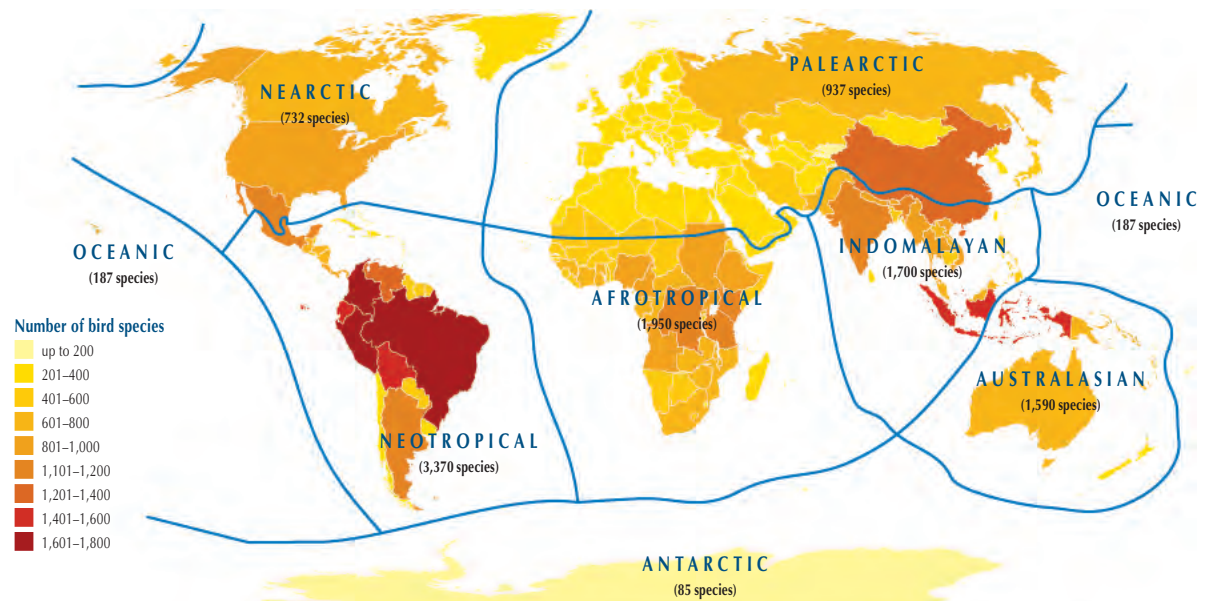 NEARCTIC
(732 species)
PALEARCTIC
(937 species)
OCEANIC
(187 species)
OCEANIC
(187 species)
INDOMALAYAN
(1,700 species)
AFROTROPICAL
(1,950 species)
AUSTRALASIAN
(1,590 species)
NEOTROPICAL
(3,370 species)
ANTARCTIC
(85 species)
Number of bird species
up to 200
201–400
401–600
601–800
801–1,000
1,101–1,200
1,201–1,400
1,401–1,600
1,601–1,800